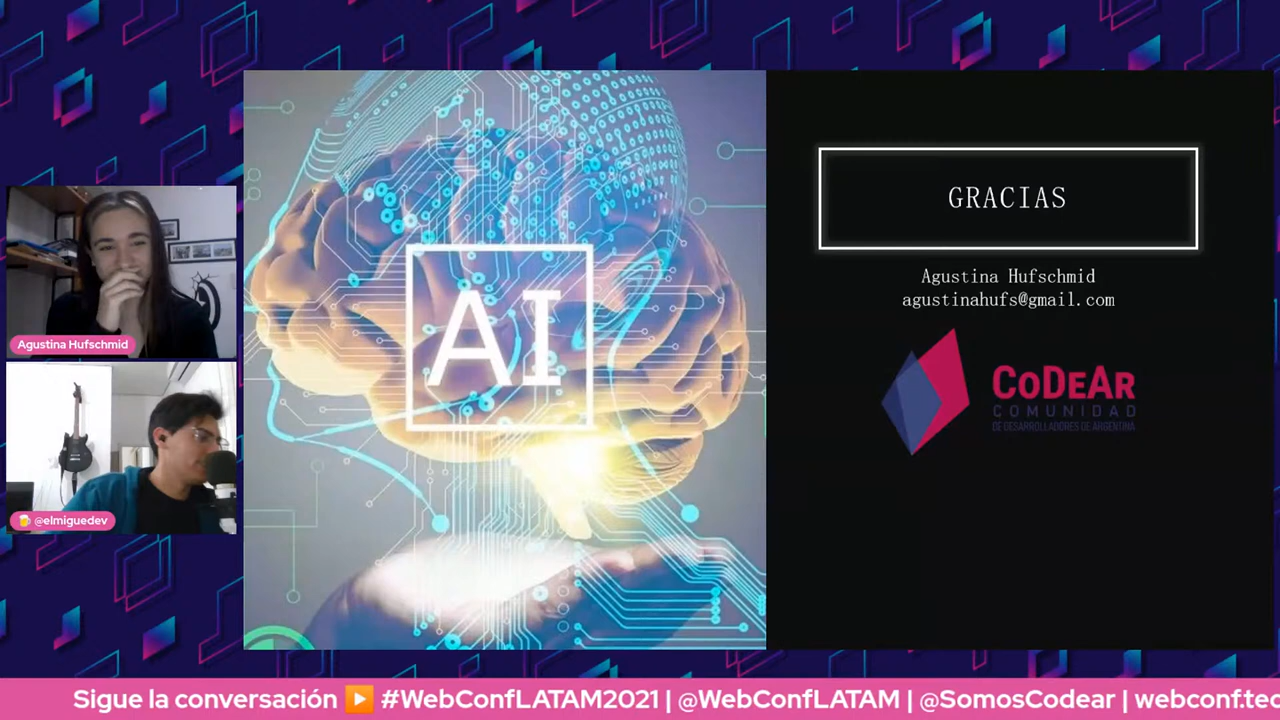 AI
GRACIAS
Agustina Hufschmid
agustinahufs@gmail.com
CoDeAr
COMUNIDAD
DE DESARROLLADORES DE ARGENTINA
Agustina Hufschmid
🍺 @elmiguedev
Sigue la conversación ▶️ #WebConfLATAM2021 | @WebConfLATAM | @SomosCodear | webconf.tec